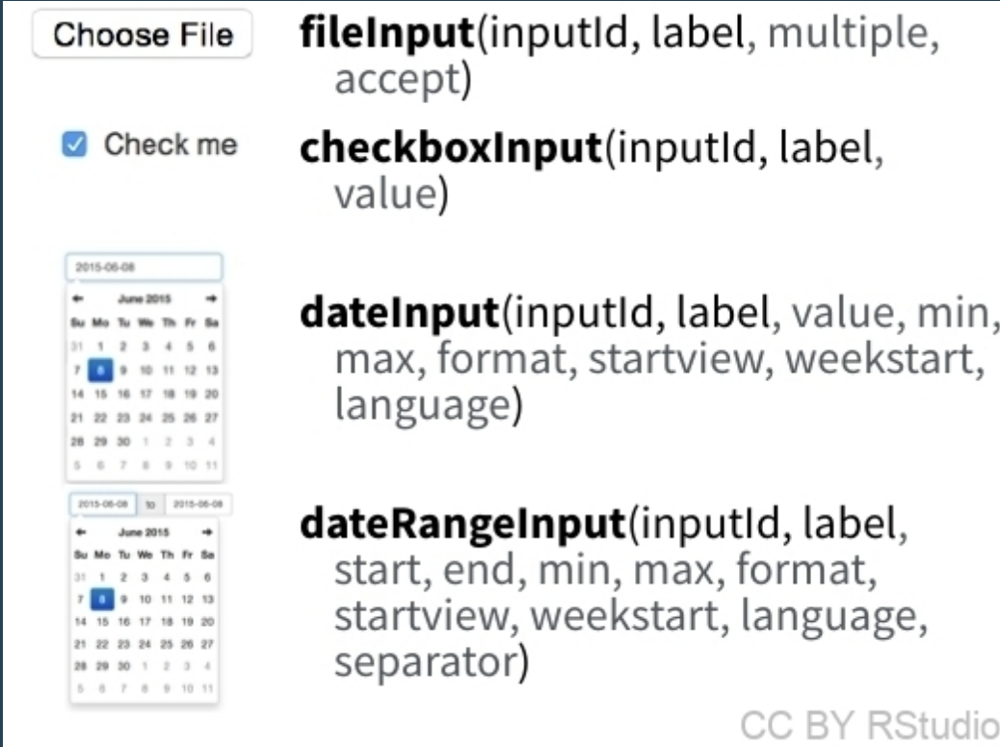 Choose File
fileInput(inputId, label, multiple,
accept)
Check me
checkboxInput(inputId, label,
value)
2015-06-08
← June 2015 →
Su Mo Tu We Th Fr Sa
31 1 2 3 4 5 6
7 8 9 10 11 12 13
14 15 16 17 18 19 20
21 22 23 24 25 26 27
28 29 30 1 2 3 4
5 6 7 8 9 10 11
dateInput(inputId, label, value, min,
max, format, startview, weekstart,
language)
2015-06-08 to 2015-06-08
← June 2015 →
Su Mo Tu We Th Fr Sa
31 1 2 3 4 5 6
7 8 9 10 11 12 13
14 15 16 17 18 19 20
21 22 23 24 25 26 27
28 29 30 1 2 3 4
5 6 7 8 9 10 11
dateRangeInput(inputId, label,
start, end, min, max, format,
startview, weekstart, language,
separator)
CC BY RStudio